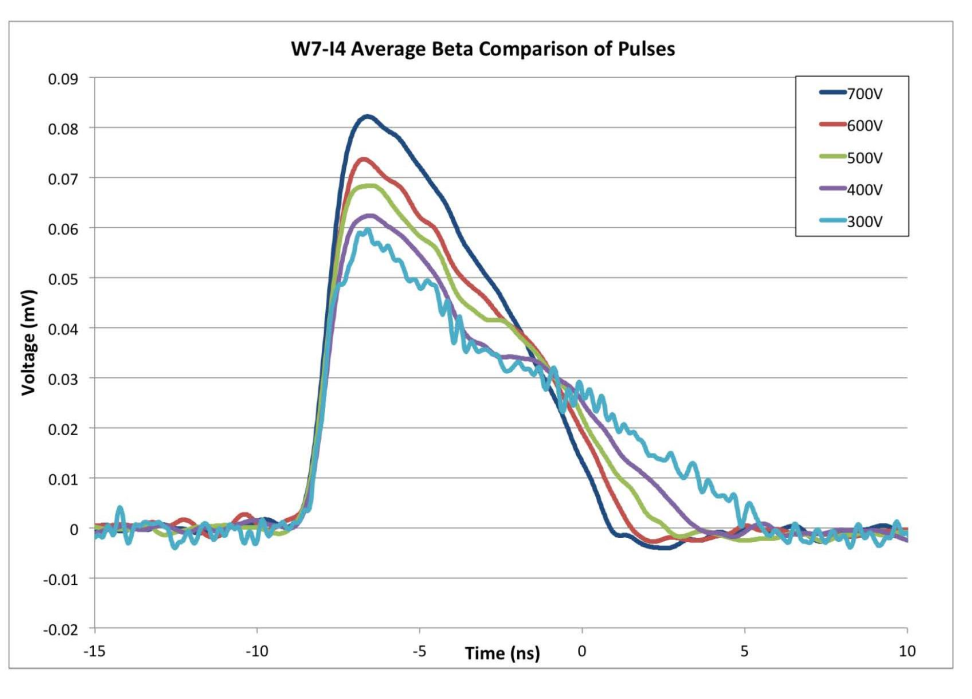 W7-I4 Average Beta Comparison of Pulses
0.09
0.08
0.07
0.06
0.05
0.04
0.03
0.02
0.01
0
-0.01
-0.02
Voltage (mV)
700V
600V
500V
400V
300V
-15
-10
-5
0
5
10
Time (ns)